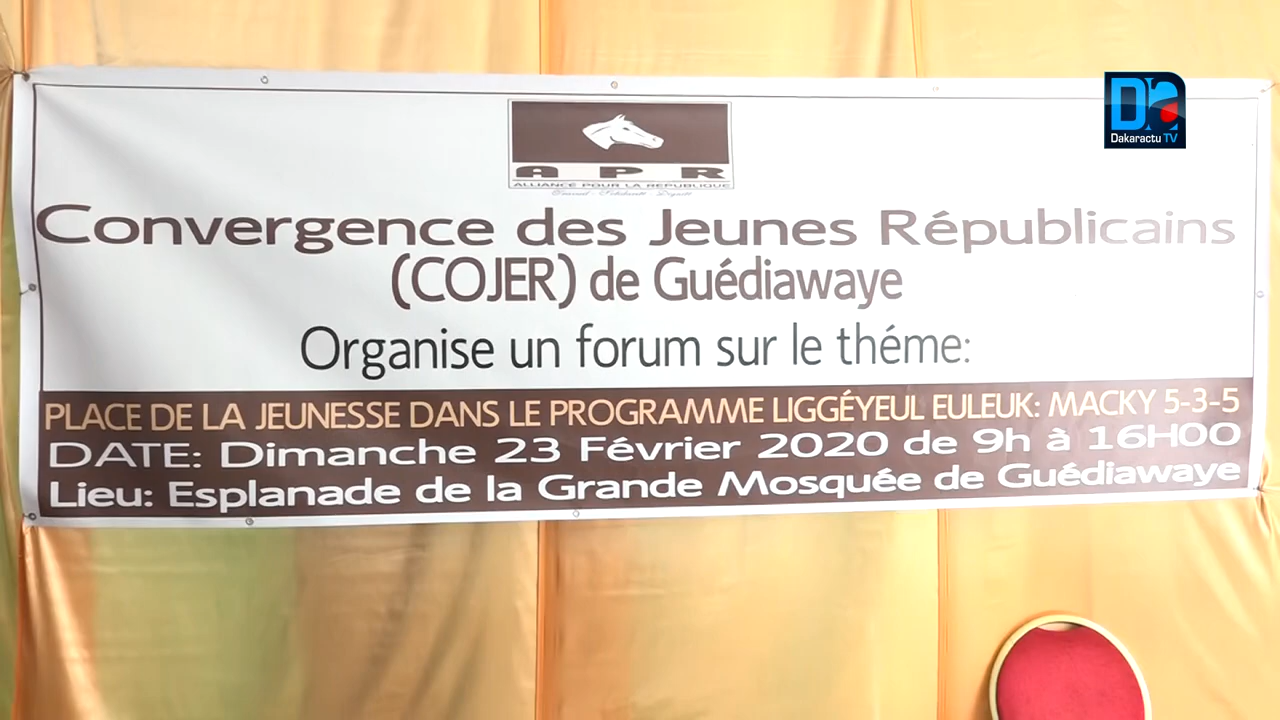 Dakaractu TV
A P R
ALLIANCE POUR LA REPUBLIQUE
Convergence des Jeunes Républicains
(COJER) de Guédiawaye
Organise un forum sur le théme:
PLACE DE LA JEUNESSE DANS LE PROGRAMME LIGGÉYEUL EULEUK: MACKY 5-3-5
DATE: Dimanche 23 Février 2020 de 9h à 16H00
Lieu: Esplanade de la Grande Mosquée de Guédiawaye